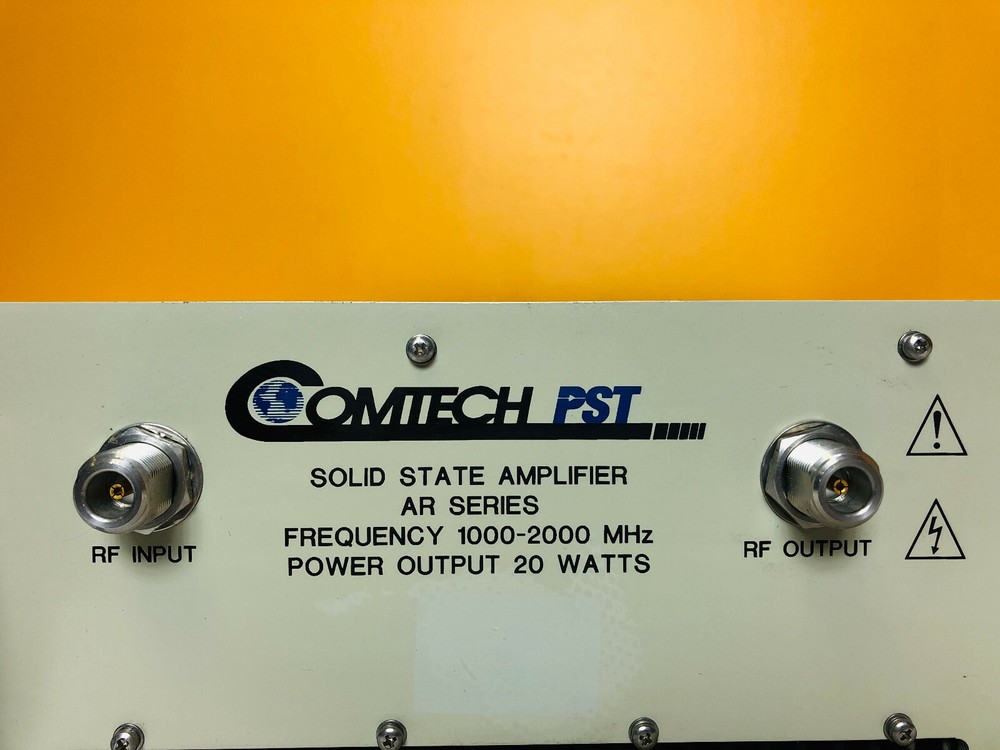 COMTECH PST
SOLID STATE AMPLIFIER
AR SERIES
FREQUENCY 1000-2000 MHz
POWER OUTPUT 20 WATTS
RF INPUT
RF OUTPUT